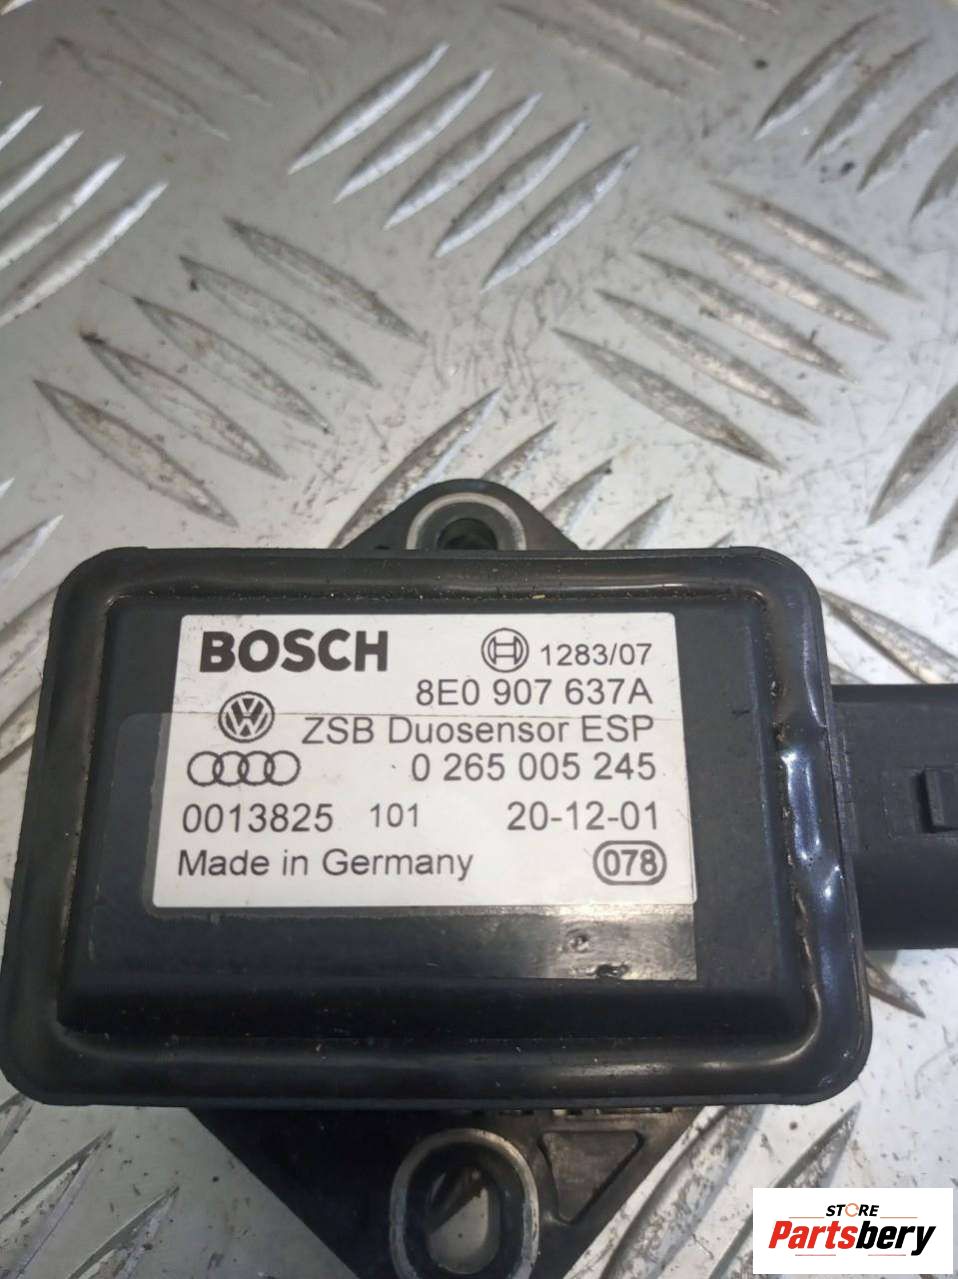 BOSCH
1283/07
8E0 907 637A
ZSB Duosensor ESP
0 265 005 245
0013825 101 20-12-01
Made in Germany 078
STORE
Partsbery